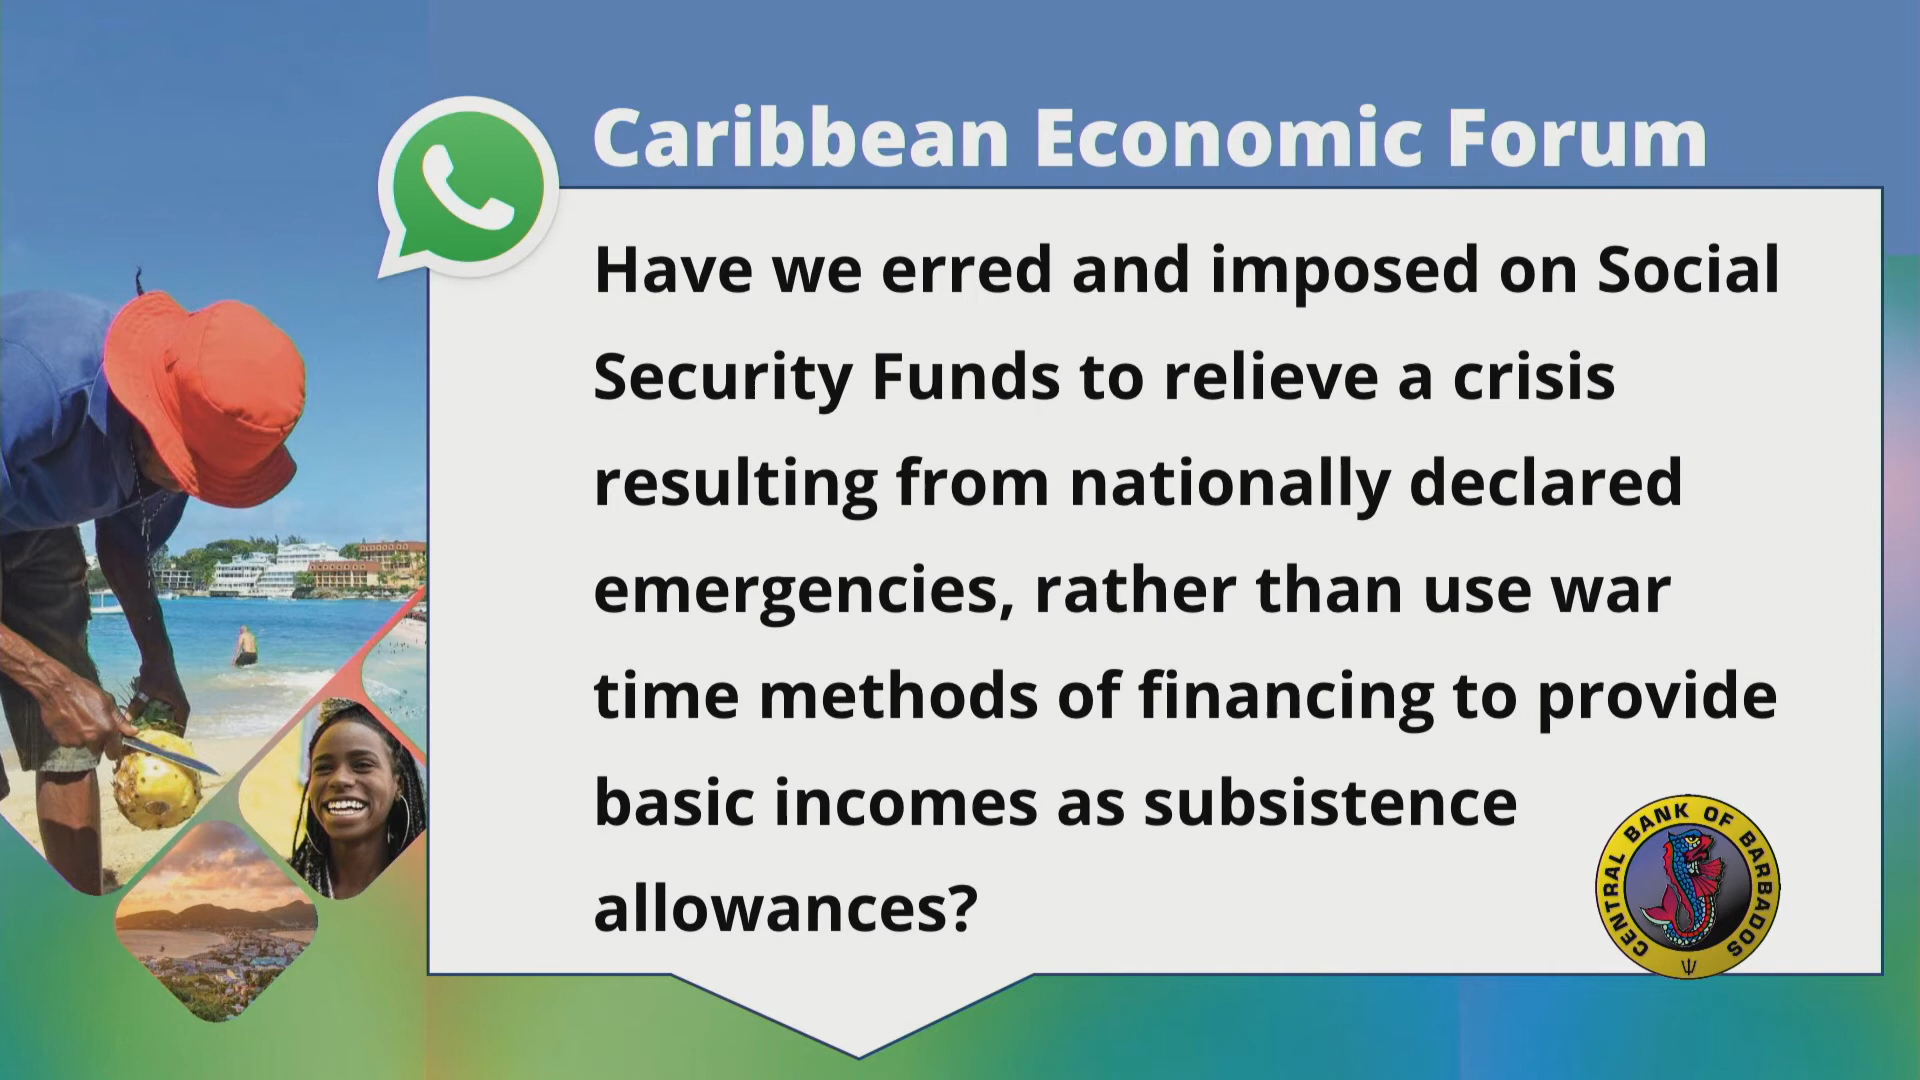 Caribbean Economic Forum
Have we erred and imposed on Social
Security Funds to relieve a crisis
resulting from nationally declared
emergencies, rather than use war
time methods of financing to provide
basic incomes as subsistence
allowances?
CENTRAL BANK OF BARBADOS